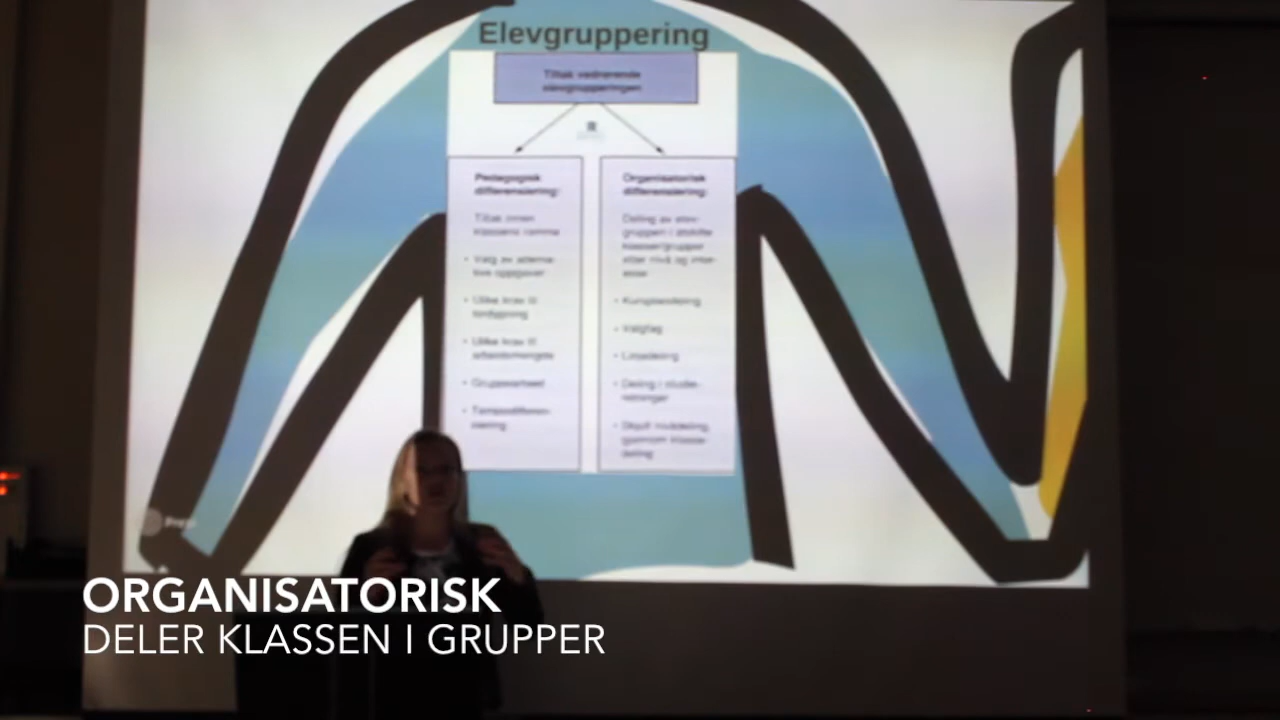 Elevgruppering
Tiltak vedrørende
elevgrupperingen
Pedagogisk
differensiering:
Tiltak innen
klassens ramme
• Valg av alterna-
tive oppgaver
• Ulike krav til
fordypning
• Ulike krav til
arbeidsmengde
• Gruppearbeid
• Tempodifferen-
siering
Organisatorisk
differensiering:
Deling av elev-
gruppen i atskilte
klasser/grupper
etter nivå og inter-
esse
• Kursplandeling
• Valgfag
• Linjedeling
• Deling i studie-
retninger
• Skjult nivådeling
gjennom klasse-
deling
Prezi
ORGANISATORISK
DELER KLASSEN I GRUPPER